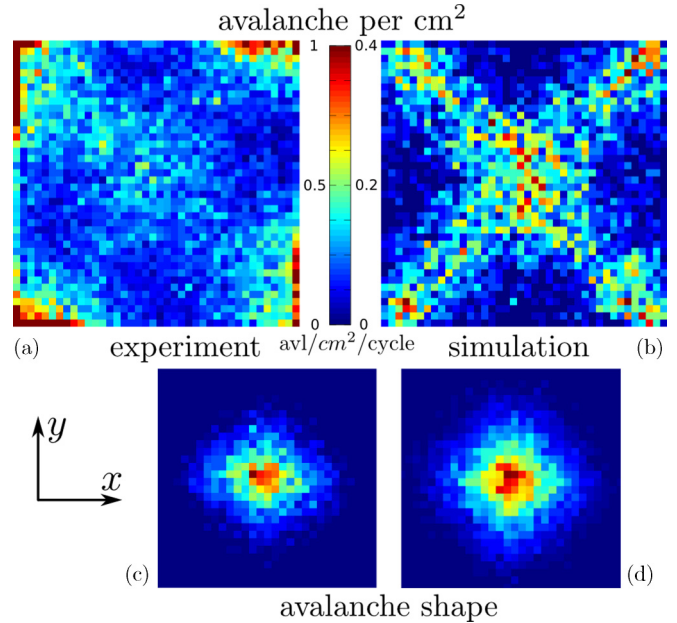 avalanche per cm²
1 0.4
0.5 0.2
0 0
(a) experiment avl/cm²/cycle simulation (b)
y
x
(c) (d)
avalanche shape